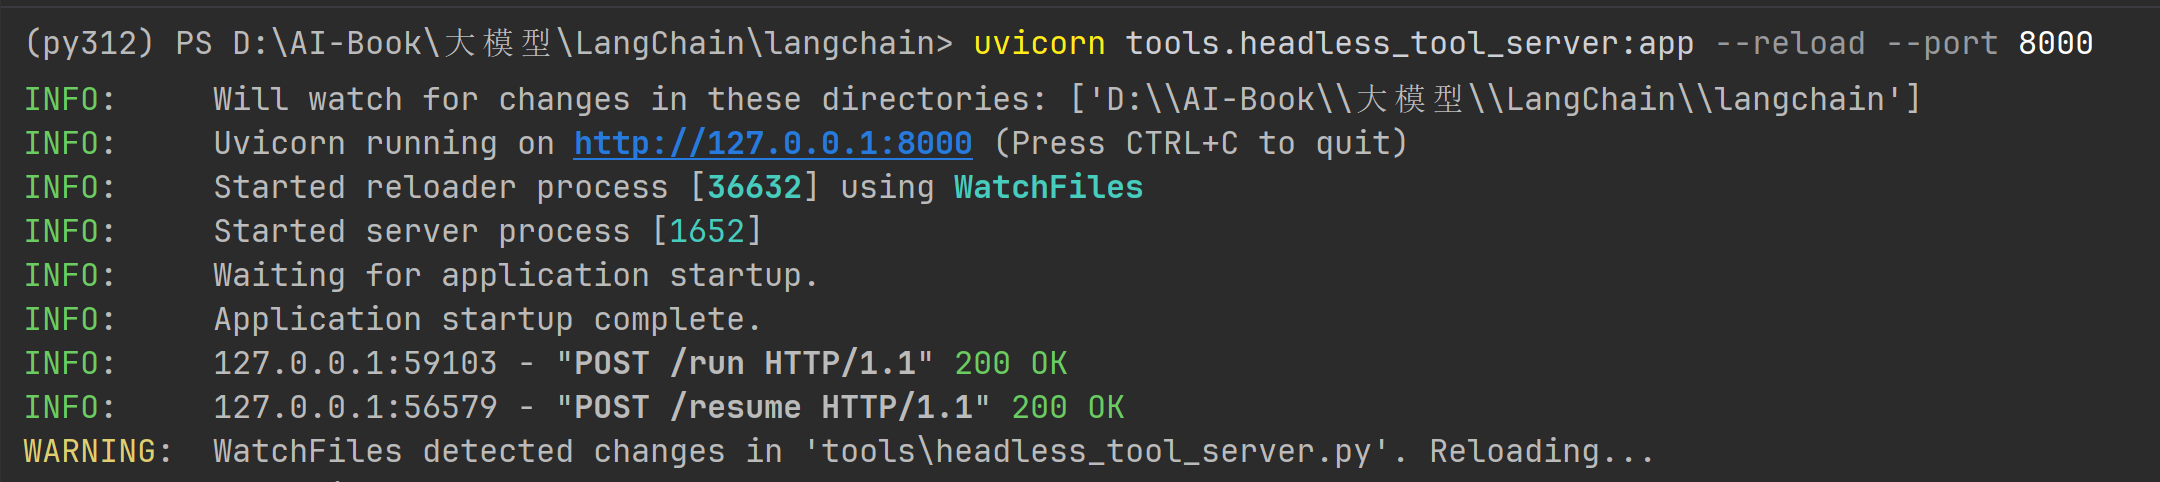 (py312) PS D:\AI-Book\大模型\LangChain\langchain> uvicorn tools.headless_tool_server:app --reload --port 8000
INFO:     Will watch for changes in these directories: ['D:\\AI-Book\\大模型\\LangChain\\langchain']
INFO:     Uvicorn running on http://127.0.0.1:8000 (Press CTRL+C to quit)
INFO:     Started reloader process [36632] using WatchFiles
INFO:     Started server process [1652]
INFO:     Waiting for application startup.
INFO:     Application startup complete.
INFO:     127.0.0.1:59103 - "POST /run HTTP/1.1" 200 OK
INFO:     127.0.0.1:56579 - "POST /resume HTTP/1.1" 200 OK
WARNING:  WatchFiles detected changes in 'tools\headless_tool_server.py'. Reloading...